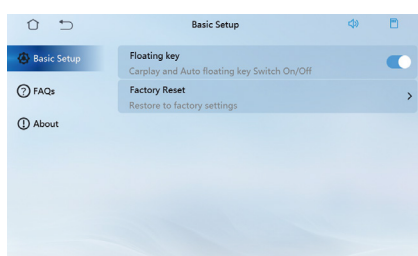 Basic Setup
Basic Setup
Floating key
Carplay and Auto floating key Switch On/Off
FAQs
Factory Reset
Restore to factory settings
About